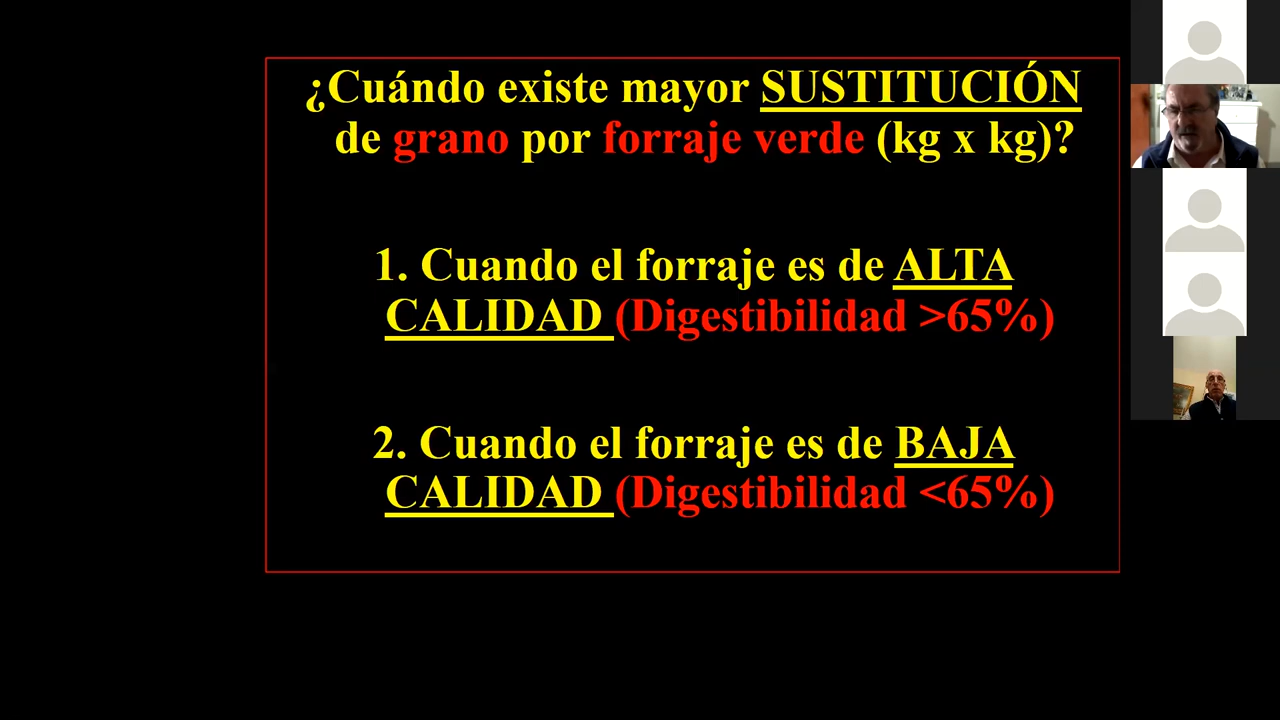 ¿Cuándo existe mayor SUSTITUCIÓN
de grano por forraje verde (kg x kg)?
1. Cuando el forraje es de ALTA
CALIDAD (Digestibilidad >65%)
2. Cuando el forraje es de BAJA
CALIDAD (Digestibilidad <65%)